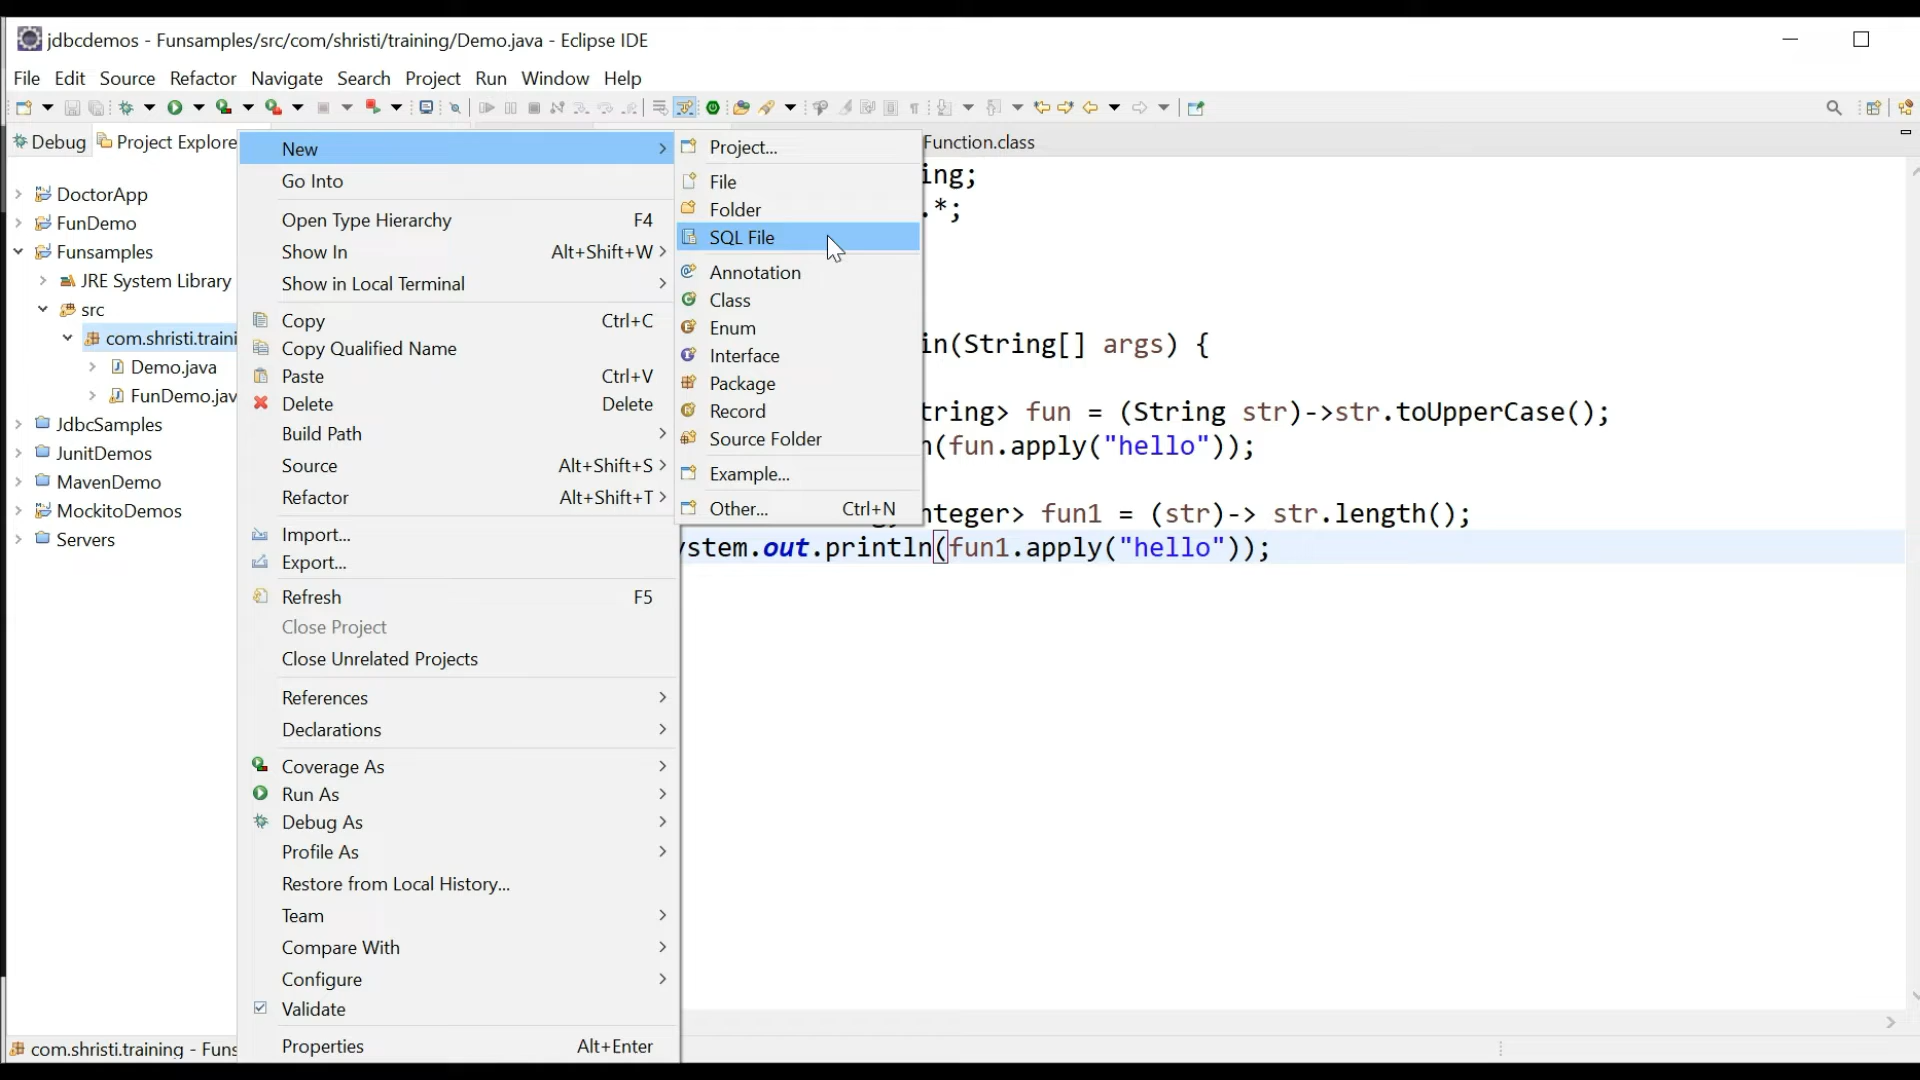 jdbcdemos - Funsamples/src/com/shristi/training/Demo.java - Eclipse IDE
File Edit Source Refactor Navigate Search Project Run Window Help
Debug Project Explore
Function.class
DoctorApp
FunDemo
Funsamples
JRE System Library
src
com.shristi.traini
Demo.java
FunDemo.jav
JdbcSamples
JunitDemos
MavenDemo
MockitoDemos
Servers
New
Go Into
Open Type Hierarchy F4
Show In Alt+Shift+W
Show in Local Terminal
Copy Ctrl+C
Copy Qualified Name
Paste Ctrl+V
Delete Delete
Build Path
Source Alt+Shift+S
Refactor Alt+Shift+T
Import...
Export...
Refresh F5
Close Project
Close Unrelated Projects
References
Declarations
Coverage As
Run As
Debug As
Profile As
Restore from Local History...
Team
Compare With
Configure
Validate
Properties Alt+Enter
Project...
File
Folder
SQL File
Annotation
Class
Enum
Interface
Package
Record
Source Folder
Example...
Other... Ctrl+N
ing;
.*;
in(String[] args) {
tring> fun = (String str)->str.toUpperCase();
n(fun.apply("hello"));
nteger> fun1 = (str)-> str.length();
ystem.out.println(fun1.apply("hello"));
com.shristi.training - Funs